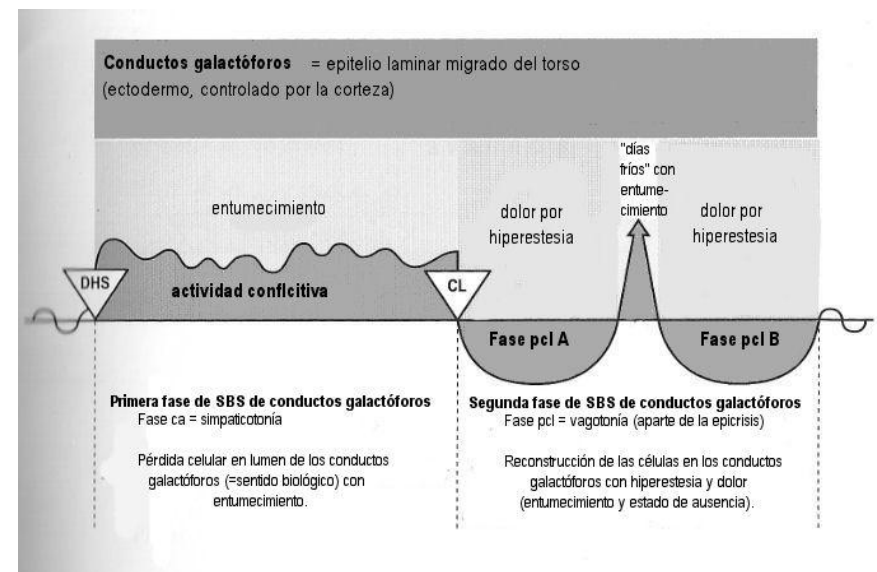 Conductos galactóforos = epitelio laminar migrado del torso
(ectodermo, controlado por la corteza)
entumecimiento
dolor por
hiperestesia
"días
fríos" con
entume-
cimiento
dolor por
hiperestesia
DHS
actividad conflcitiva
CL
Fase pcl A
Fase pcl B
Primera fase de SBS de conductos galactóforos
Fase ca = simpaticotonía
Pérdida celular en lumen de los conductos
galactóforos (=sentido biológico) con
entumecimiento.
Segunda fase de SBS de conductos galactóforos
Fase pcl = vagotonía (aparte de la epicrisis)
Reconstrucción de las células en los conductos
galactóforos con hiperestesia y dolor
(entumecimiento y estado de ausencia).